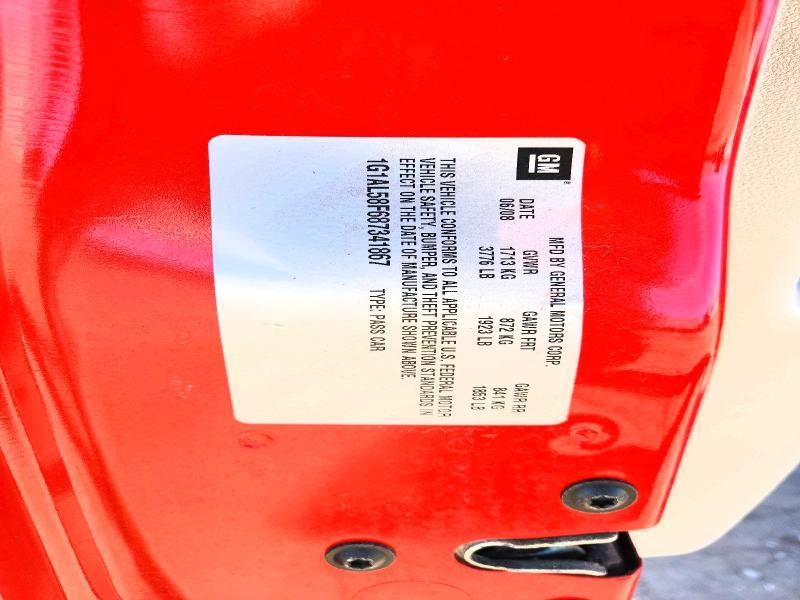 GM
MFD BY GENERAL MOTORS CORP.
DATE GVWR GAWR FRT GAWR RR
06/08 1713 KG 872 KG 841 KG
3776 LB 1923 LB 1853 LB
THIS VEHICLE CONFORMS TO ALL APPLICABLE U.S. FEDERAL MOTOR
VEHICLE SAFETY, BUMPER, AND THEFT PREVENTION STANDARDS IN
EFFECT ON THE DATE OF MANUFACTURE SHOWN ABOVE.
1G1AL58F687341867 TYPE: PASS CAR